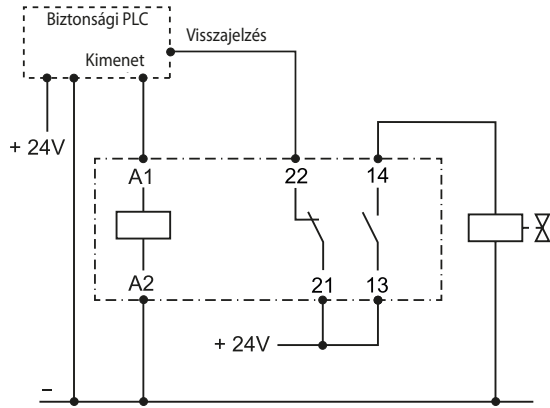 Biztonsági PLC
Visszajelzés
Kimenet
+ 24V
A1
22
14
A2
21
13
+ 24V
–